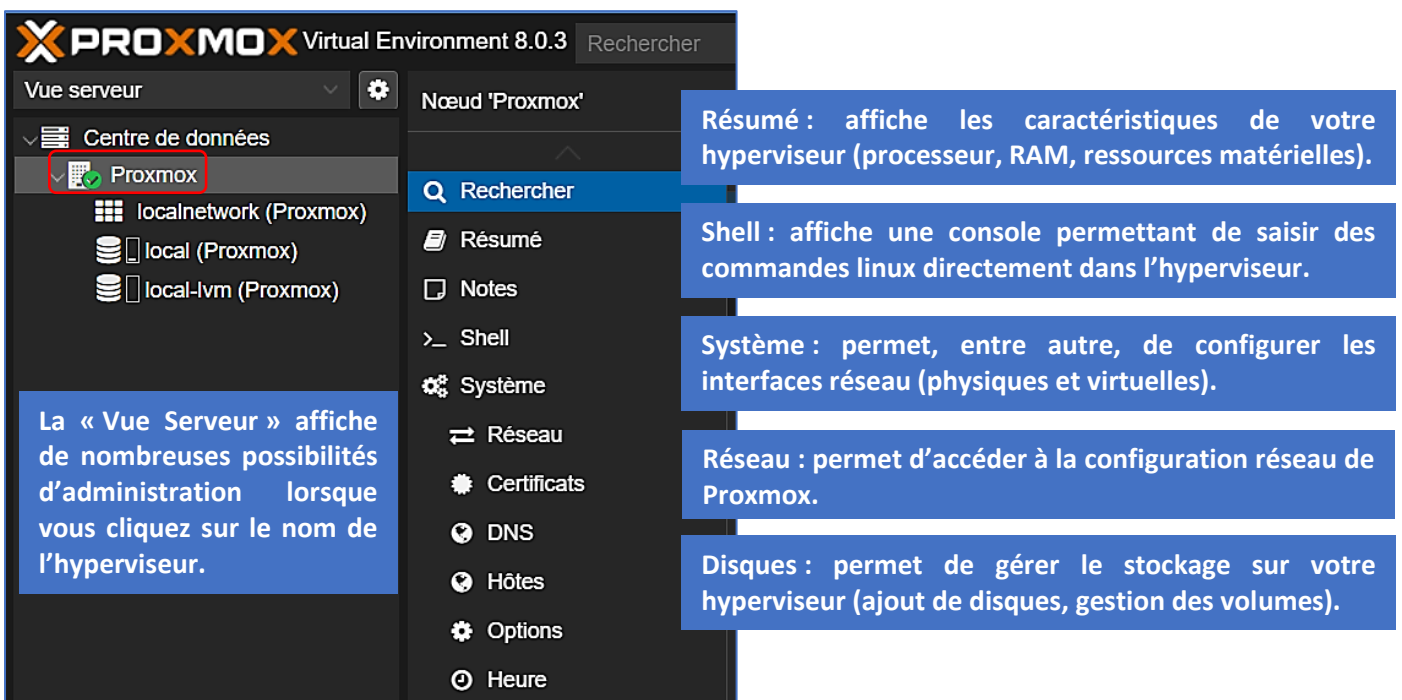 PROXMOX Virtual Environment 8.0.3 Rechercher
Vue serveur
Centre de données
Proxmox
localnetwork (Proxmox)
local (Proxmox)
local-lvm (Proxmox)
La « Vue Serveur » affiche
de nombreuses possibilités
d'administration lorsque
vous cliquez sur le nom de
l'hyperviseur.
Nœud 'Proxmox'
Rechercher
Résumé
Notes
Shell
Système
Réseau
Certificats
DNS
Hôtes
Options
Heure
Résumé : affiche les caractéristiques de votre
hyperviseur (processeur, RAM, ressources matérielles).
Shell : affiche une console permettant de saisir des
commandes linux directement dans l'hyperviseur.
Système : permet, entre autre, de configurer les
interfaces réseau (physiques et virtuelles).
Réseau : permet d'accéder à la configuration réseau de
Proxmox.
Disques : permet de gérer le stockage sur votre
hyperviseur (ajout de disques, gestion des volumes).